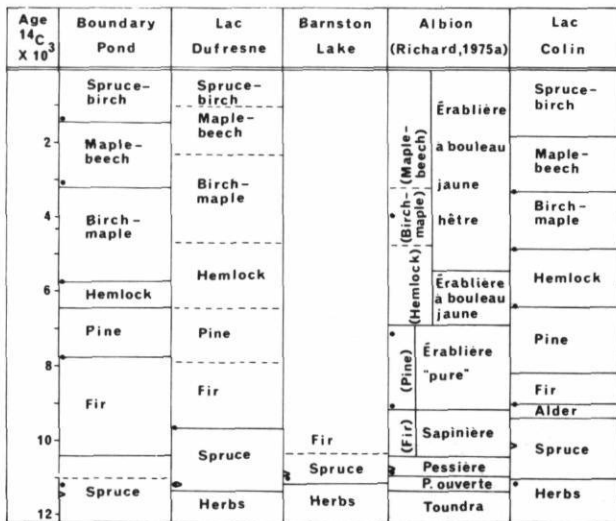 Age
14C
X 10³
Boundary
Pond
Lac
Dufresne
Barnston
Lake
Albion
(Richard,1975a)
Lac
Colin
2
4
6
8
10
12
Spruce-
birch
Maple-
beech
Birch-
maple
Hemlock
Pine
Fir
Spruce
Spruce-
birch
Maple-
beech
Birch-
maple
Hemlock
Pine
Fir
Spruce
Herbs
Fir
Spruce
Herbs
(Maple-
beech)
(Birch-
maple)
(Hemlock)
(Pine)
(Fir)
Érablière
à bouleau
jaune
hêtre
Érablière
à bouleau
jaune
Érablière
"pure"
Sapinière
Pessière
P. ouverte
Toundra
Spruce-
birch
Maple-
beech
Birch-
maple
Hemlock
Pine
Fir
Alder
Spruce
Herbs